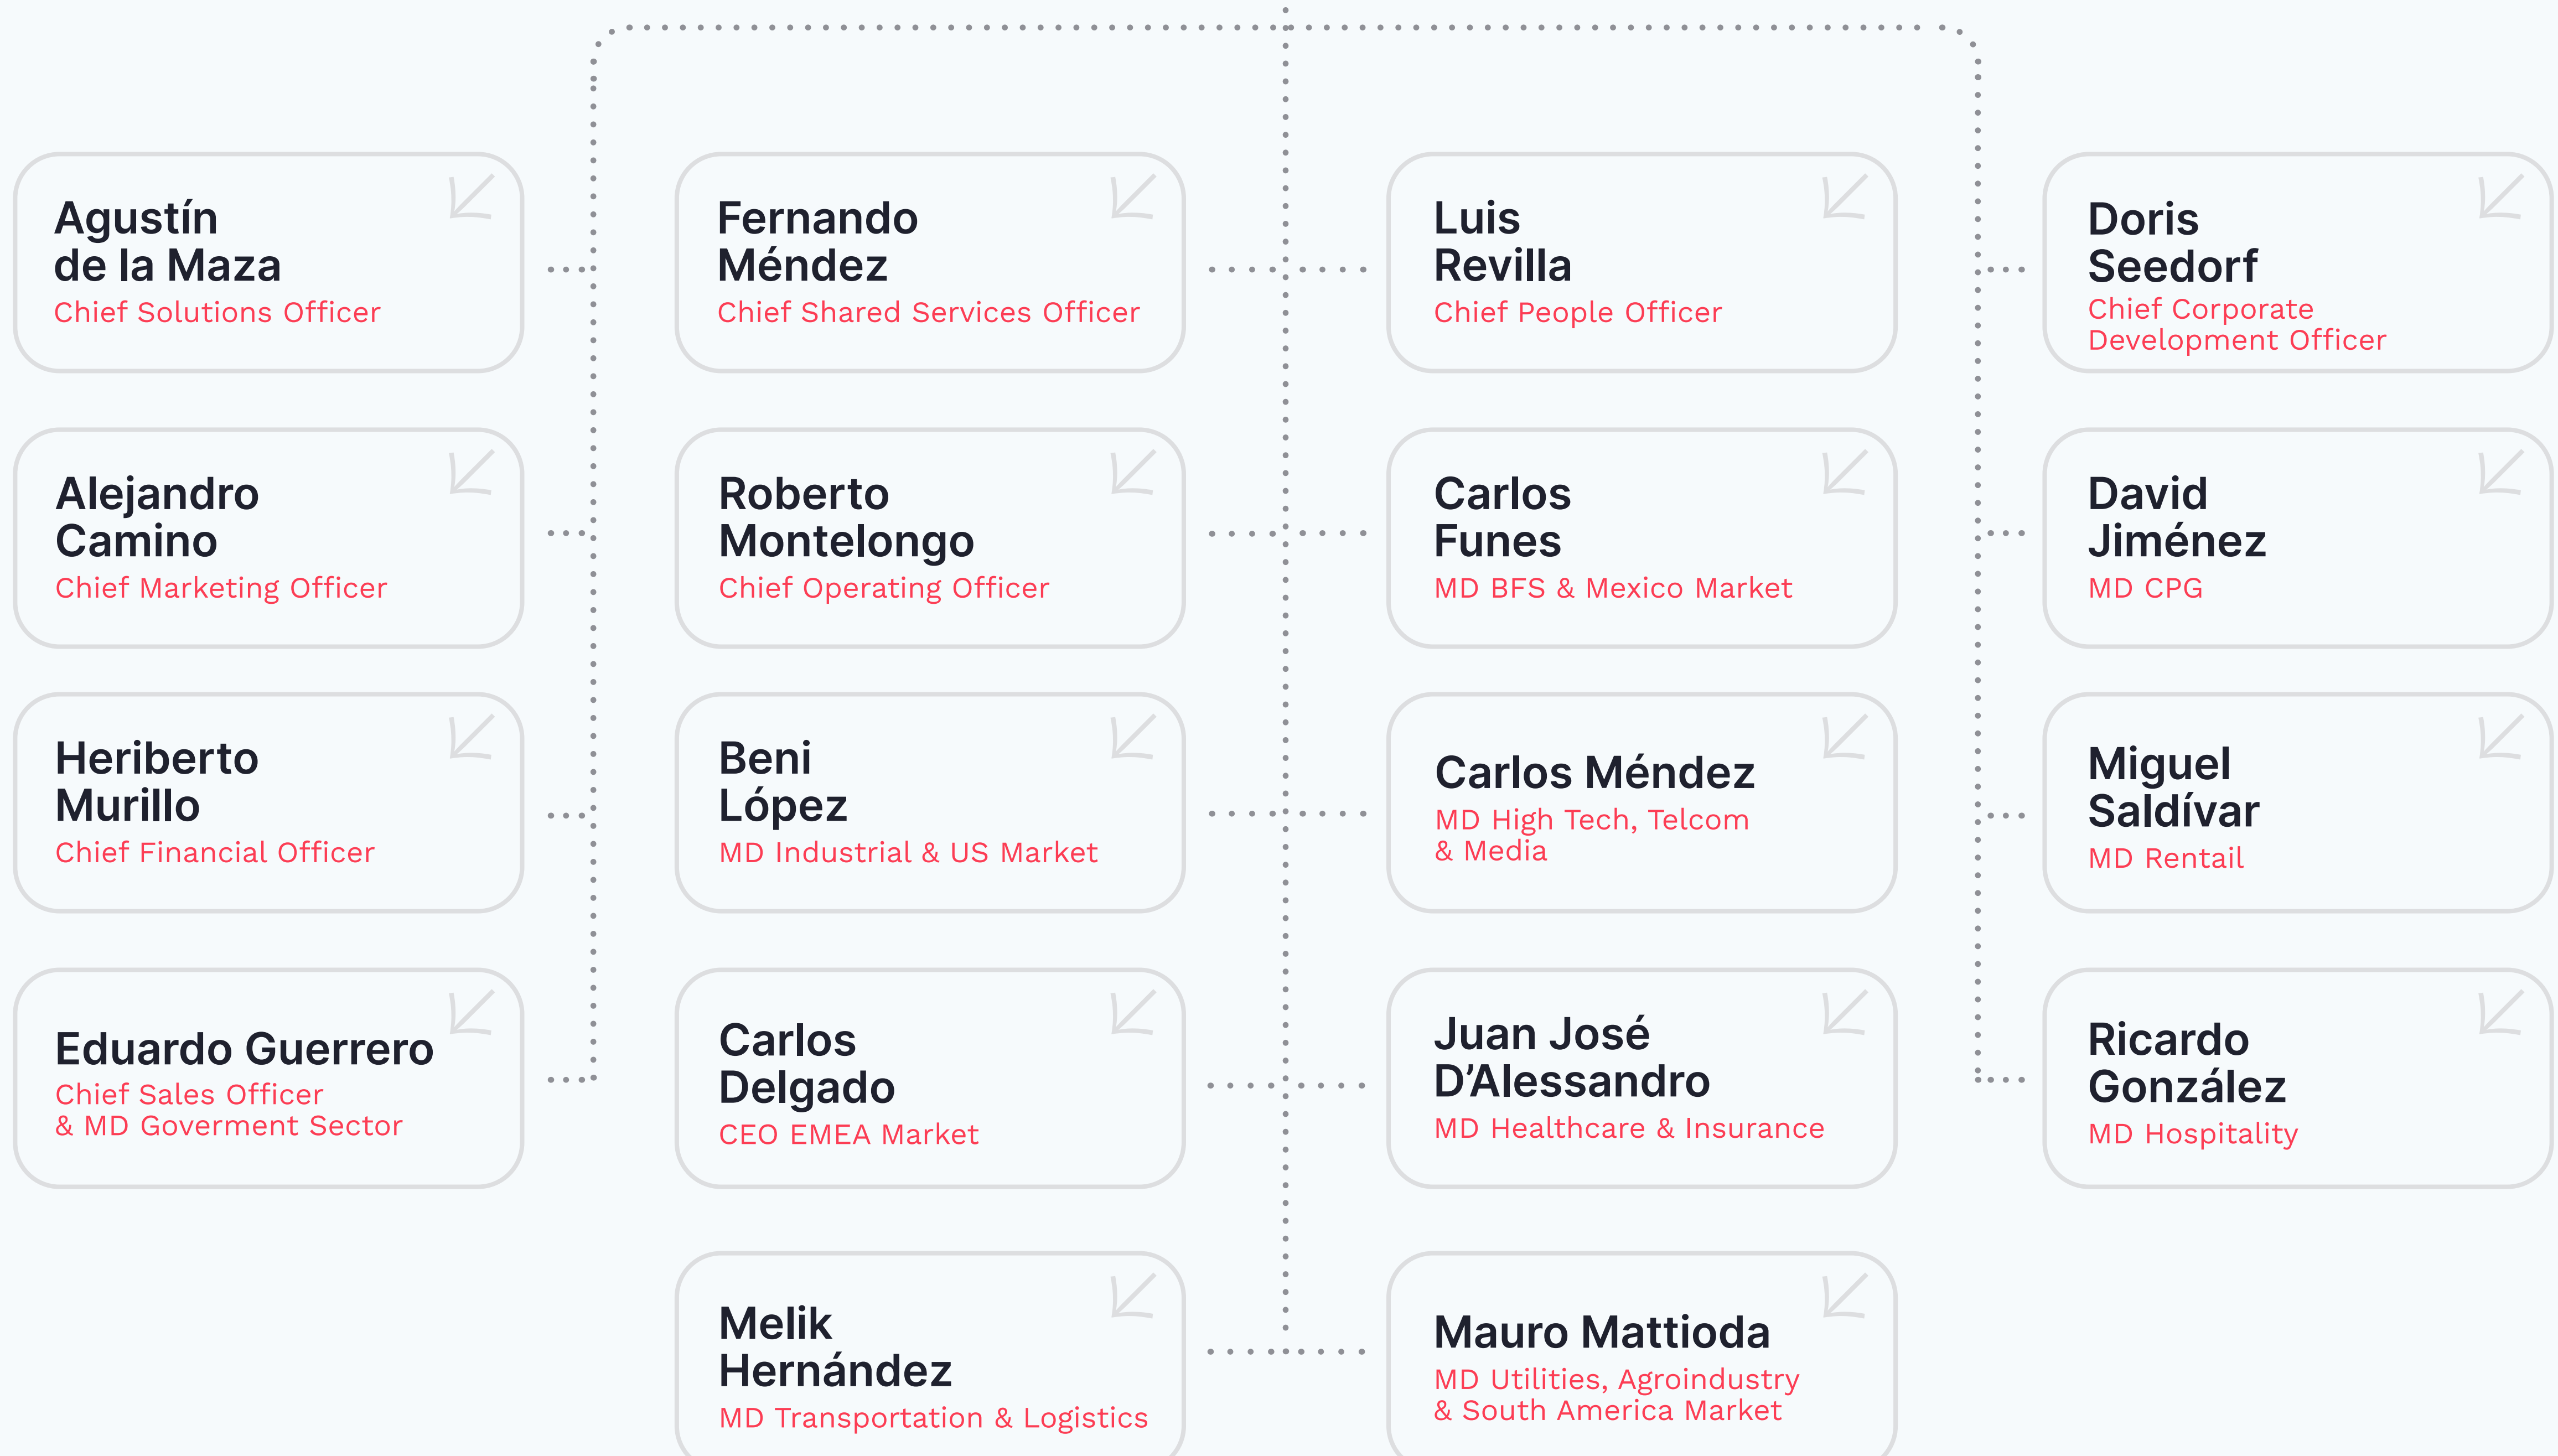 Agustín
de la Maza
Chief Solutions Officer
Fernando
Méndez
Chief Shared Services Officer
Luis
Revilla
Chief People Officer
Doris
Seedorf
Chief Corporate
Development Officer
Alejandro
Camino
Chief Marketing Officer
Roberto
Montelongo
Chief Operating Officer
Carlos
Funes
MD BFS & Mexico Market
David
Jiménez
MD CPG
Heriberto
Murillo
Chief Financial Officer
Beni
López
MD Industrial & US Market
Carlos Méndez
MD High Tech, Telcom
& Media
Miguel
Saldívar
MD Rentail
Eduardo Guerrero
Chief Sales Officer
& MD Goverment Sector
Carlos
Delgado
CEO EMEA Market
Juan José
D’Alessandro
MD Healthcare & Insurance
Ricardo
González
MD Hospitality
Melik
Hernández
MD Transportation & Logistics
Mauro Mattioda
MD Utilities, Agroindustry
& South America Market